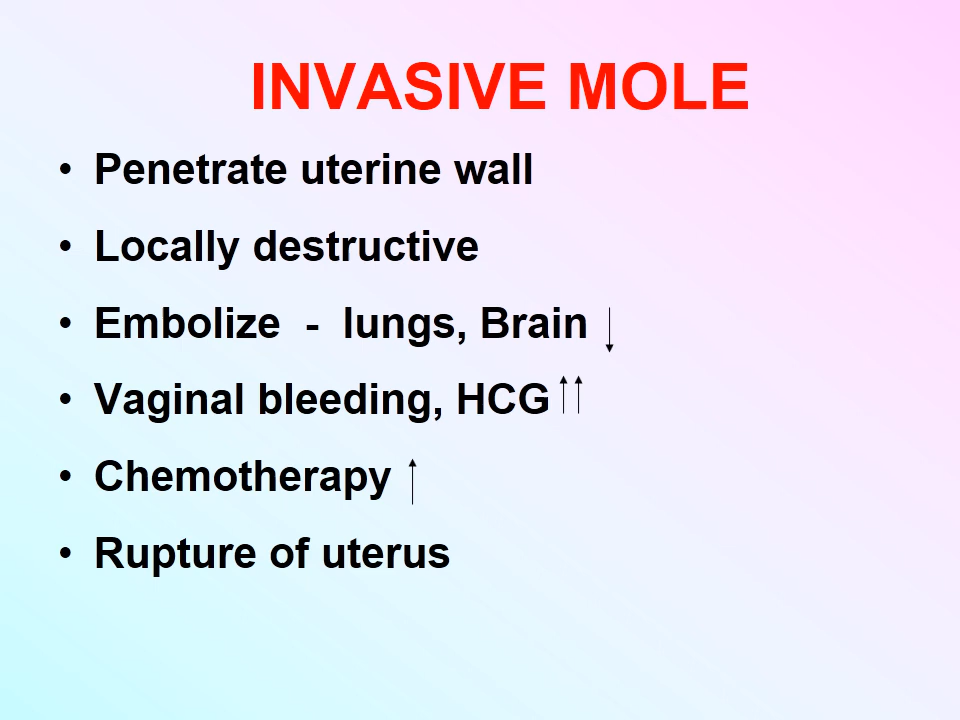 INVASIVE MOLE
• Penetrate uterine wall
• Locally destructive
• Embolize - lungs, Brain ↓
• Vaginal bleeding, HCG ↑↑
• Chemotherapy ↑
• Rupture of uterus